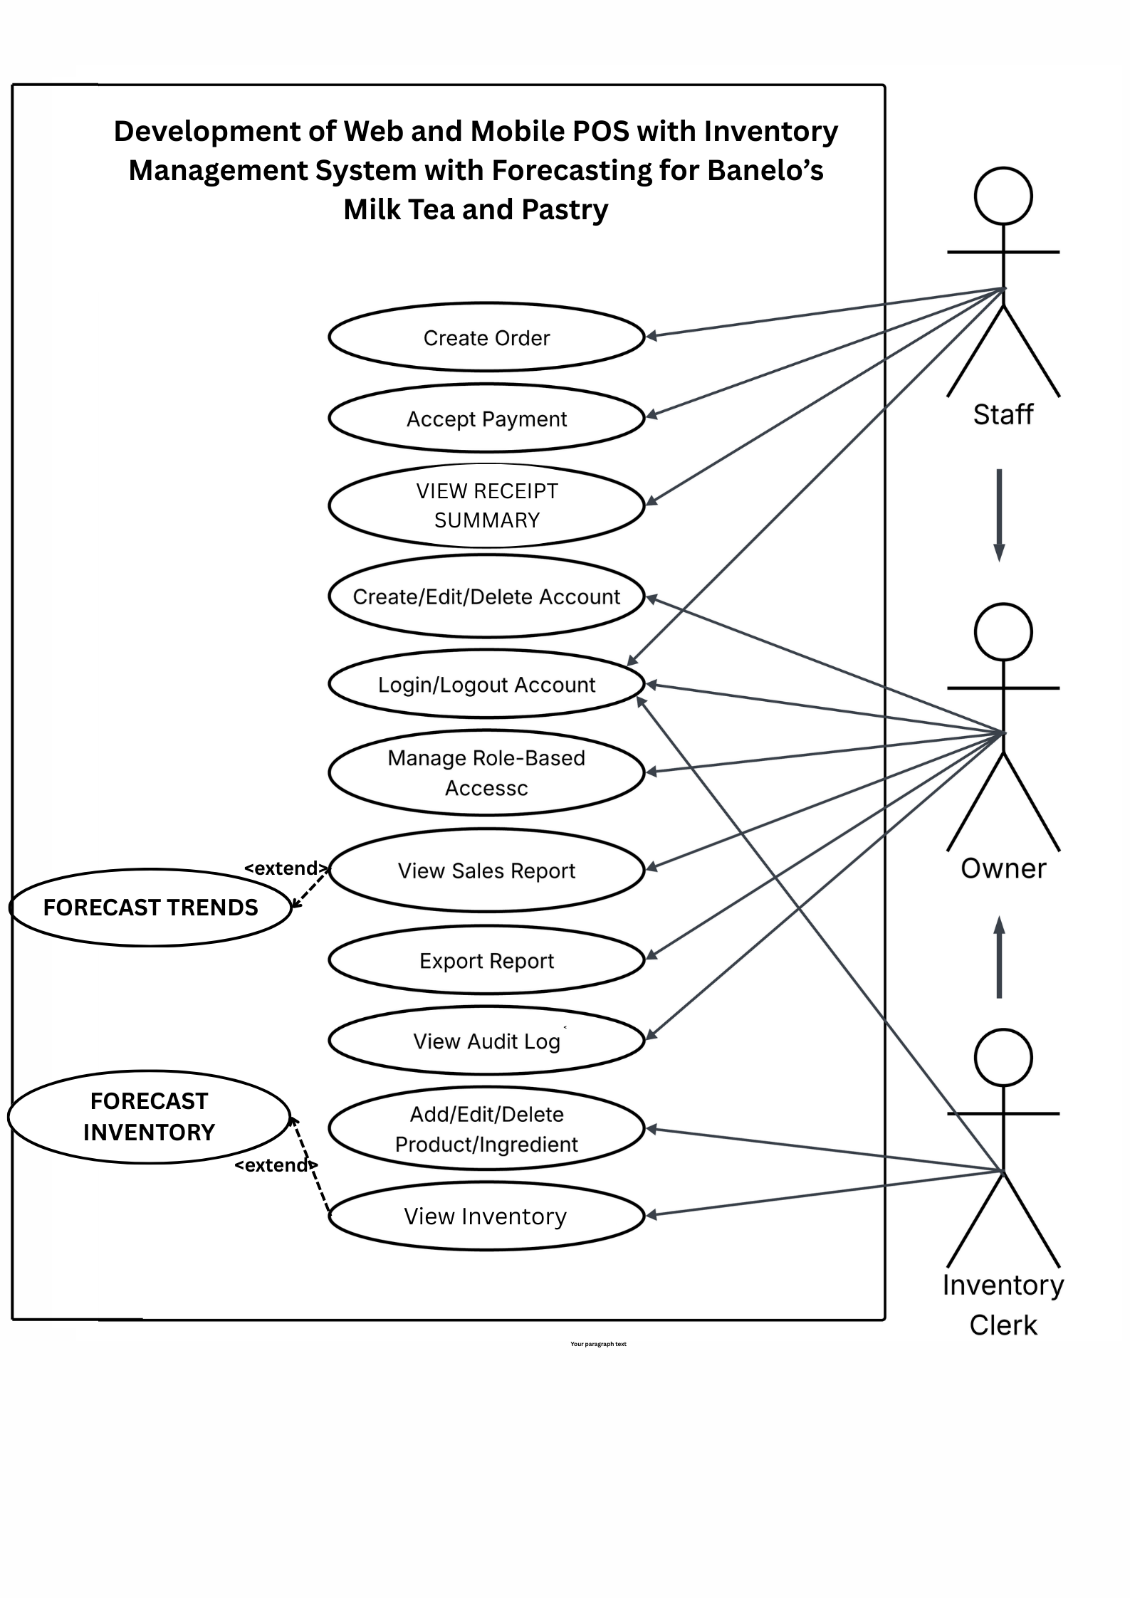 Development of Web and Mobile POS with Inventory
Management System with Forecasting for Banelo’s
Milk Tea and Pastry
Create Order
Accept Payment
VIEW RECEIPT
SUMMARY
Create/Edit/Delete Account
Login/Logout Account
Manage Role-Based
Accessc
View Sales Report
<extend>
FORECAST TRENDS
Export Report
View Audit Log
<
Add/Edit/Delete
Product/Ingredient
FORECAST
INVENTORY
<extend>
View Inventory
Staff
Owner
Inventory
Clerk
Your paragraph text